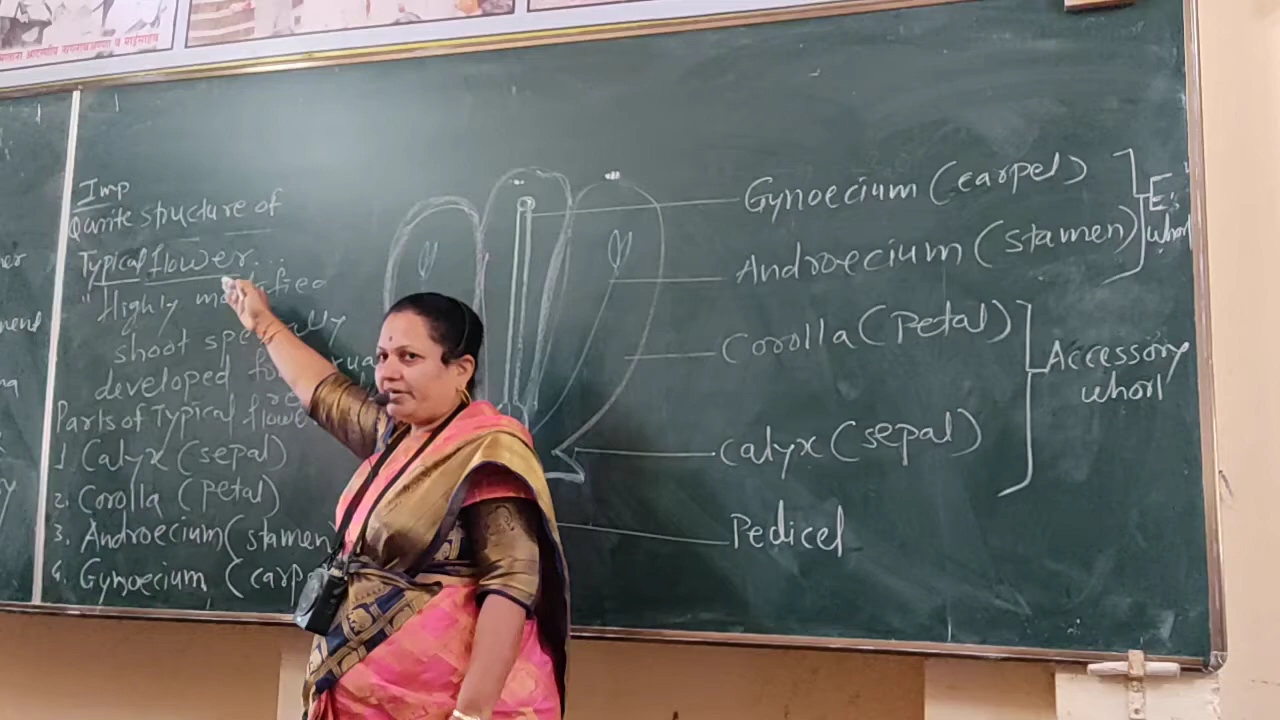 Imp
Q write structure of
Typical flower...
"Highly modified
shoot specially
developed for
Parts of Typical flower
1. Calyx (sepal)
2. Corolla (petal)
3. Androecium (stamen)
4. Gynoecium (carp
Gynoecium (carpel)
Androecium (stamen)
Corolla (Petal)
calyx (sepal)
Pedicel
Es
whorl
Accessory
whorl